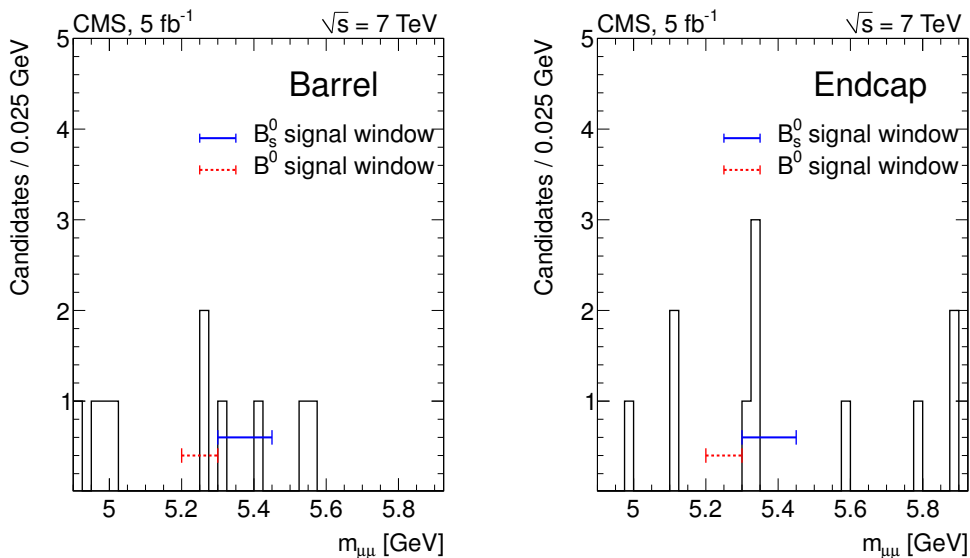 CMS, 5 fb⁻¹ √s = 7 TeV
Candidates / 0.025 GeV
Barrel
B⁰ₛ signal window
B⁰ signal window
5
4
3
2
1
5 5.2 5.4 5.6 5.8
m_μμ [GeV]
CMS, 5 fb⁻¹ √s = 7 TeV
Candidates / 0.025 GeV
Endcap
B⁰ₛ signal window
B⁰ signal window
5
4
3
2
1
5 5.2 5.4 5.6 5.8
m_μμ [GeV]